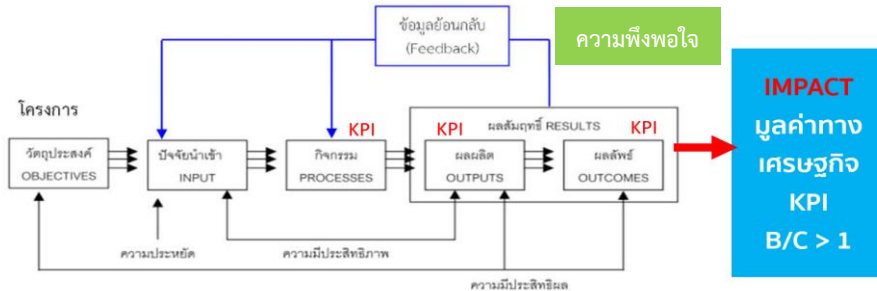 ข้อมูลย้อนกลับ
(Feedback)
ความพึงพอใจ
โครงการ
วัตถุประสงค์
OBJECTIVES
ปัจจัยนำเข้า
INPUT
KPI
กิจกรรม
PROCESSES
ผลสัมฤทธิ์ RESULTS
KPI
ผลผลิต
OUTPUTS
KPI
ผลลัพธ์
OUTCOMES
IMPACT
มูลค่าทาง
เศรษฐกิจ
KPI
B/C > 1
ความประหยัด
ความมีประสิทธิภาพ
ความมีประสิทธิผล